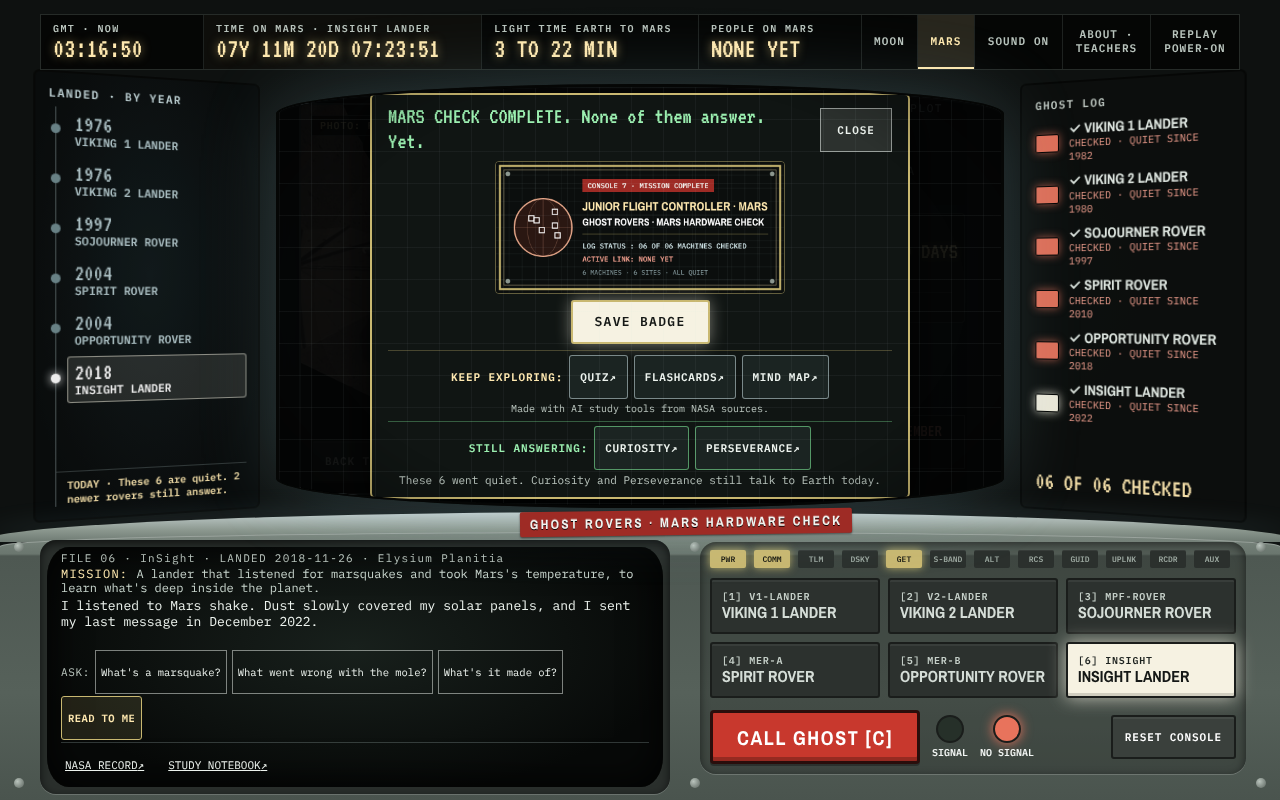 GMT · NOW
03:16:50
TIME ON MARS · INSIGHT LANDER
07Y 11M 20D 07:23:51
LIGHT TIME EARTH TO MARS
3 TO 22 MIN
PEOPLE ON MARS
NONE YET
MOON
MARS
SOUND ON
ABOUT ·
TEACHERS
REPLAY
POWER-ON
LANDED · BY YEAR
1976
VIKING 1 LANDER
1976
VIKING 2 LANDER
1997
SOJOURNER ROVER
2004
SPIRIT ROVER
2004
OPPORTUNITY ROVER
2018
INSIGHT LANDER
TODAY · These 6 are quiet. 2
newer rovers still answer.
MARS CHECK COMPLETE. None of them answer.
Yet.
CLOSE
CONSOLE 7 · MISSION COMPLETE
JUNIOR FLIGHT CONTROLLER · MARS
GHOST ROVERS · MARS HARDWARE CHECK
LOG STATUS : 06 OF 06 MACHINES CHECKED
ACTIVE LINK: NONE YET
6 MACHINES · 6 SITES · ALL QUIET
SAVE BADGE
KEEP EXPLORING: QUIZ↗ FLASHCARDS↗ MIND MAP↗
Made with AI study tools from NASA sources.
STILL ANSWERING: CURIOSITY↗ PERSEVERANCE↗
These 6 went quiet. Curiosity and Perseverance still talk to Earth today.
PHOTO:
DAYS
BACK
GHOST LOG
✓ VIKING 1 LANDER
CHECKED · QUIET SINCE
1982
✓ VIKING 2 LANDER
CHECKED · QUIET SINCE
1980
✓ SOJOURNER ROVER
CHECKED · QUIET SINCE
1997
✓ SPIRIT ROVER
CHECKED · QUIET SINCE
2010
✓ OPPORTUNITY ROVER
CHECKED · QUIET SINCE
2018
✓ INSIGHT LANDER
CHECKED · QUIET SINCE
2022
06 OF 06 CHECKED
GHOST ROVERS · MARS HARDWARE CHECK
FILE 06 · InSight · LANDED 2018-11-26 · Elysium Planitia
MISSION: A lander that listened for marsquakes and took Mars's temperature, to
learn what's deep inside the planet.
I listened to Mars shake. Dust slowly covered my solar panels, and I sent
my last message in December 2022.
ASK: What's a marsquake? What went wrong with the mole? What's it made of?
READ TO ME
NASA RECORD↗ STUDY NOTEBOOK↗
PWR COMM TLM DSKY GET S-BAND ALT RCS GUID UPLNK RCDR AUX
[1] V1-LANDER
VIKING 1 LANDER
[2] V2-LANDER
VIKING 2 LANDER
[3] MPF-ROVER
SOJOURNER ROVER
[4] MER-A
SPIRIT ROVER
[5] MER-B
OPPORTUNITY ROVER
[6] INSIGHT
INSIGHT LANDER
CALL GHOST [C]
SIGNAL
NO SIGNAL
RESET CONSOLE